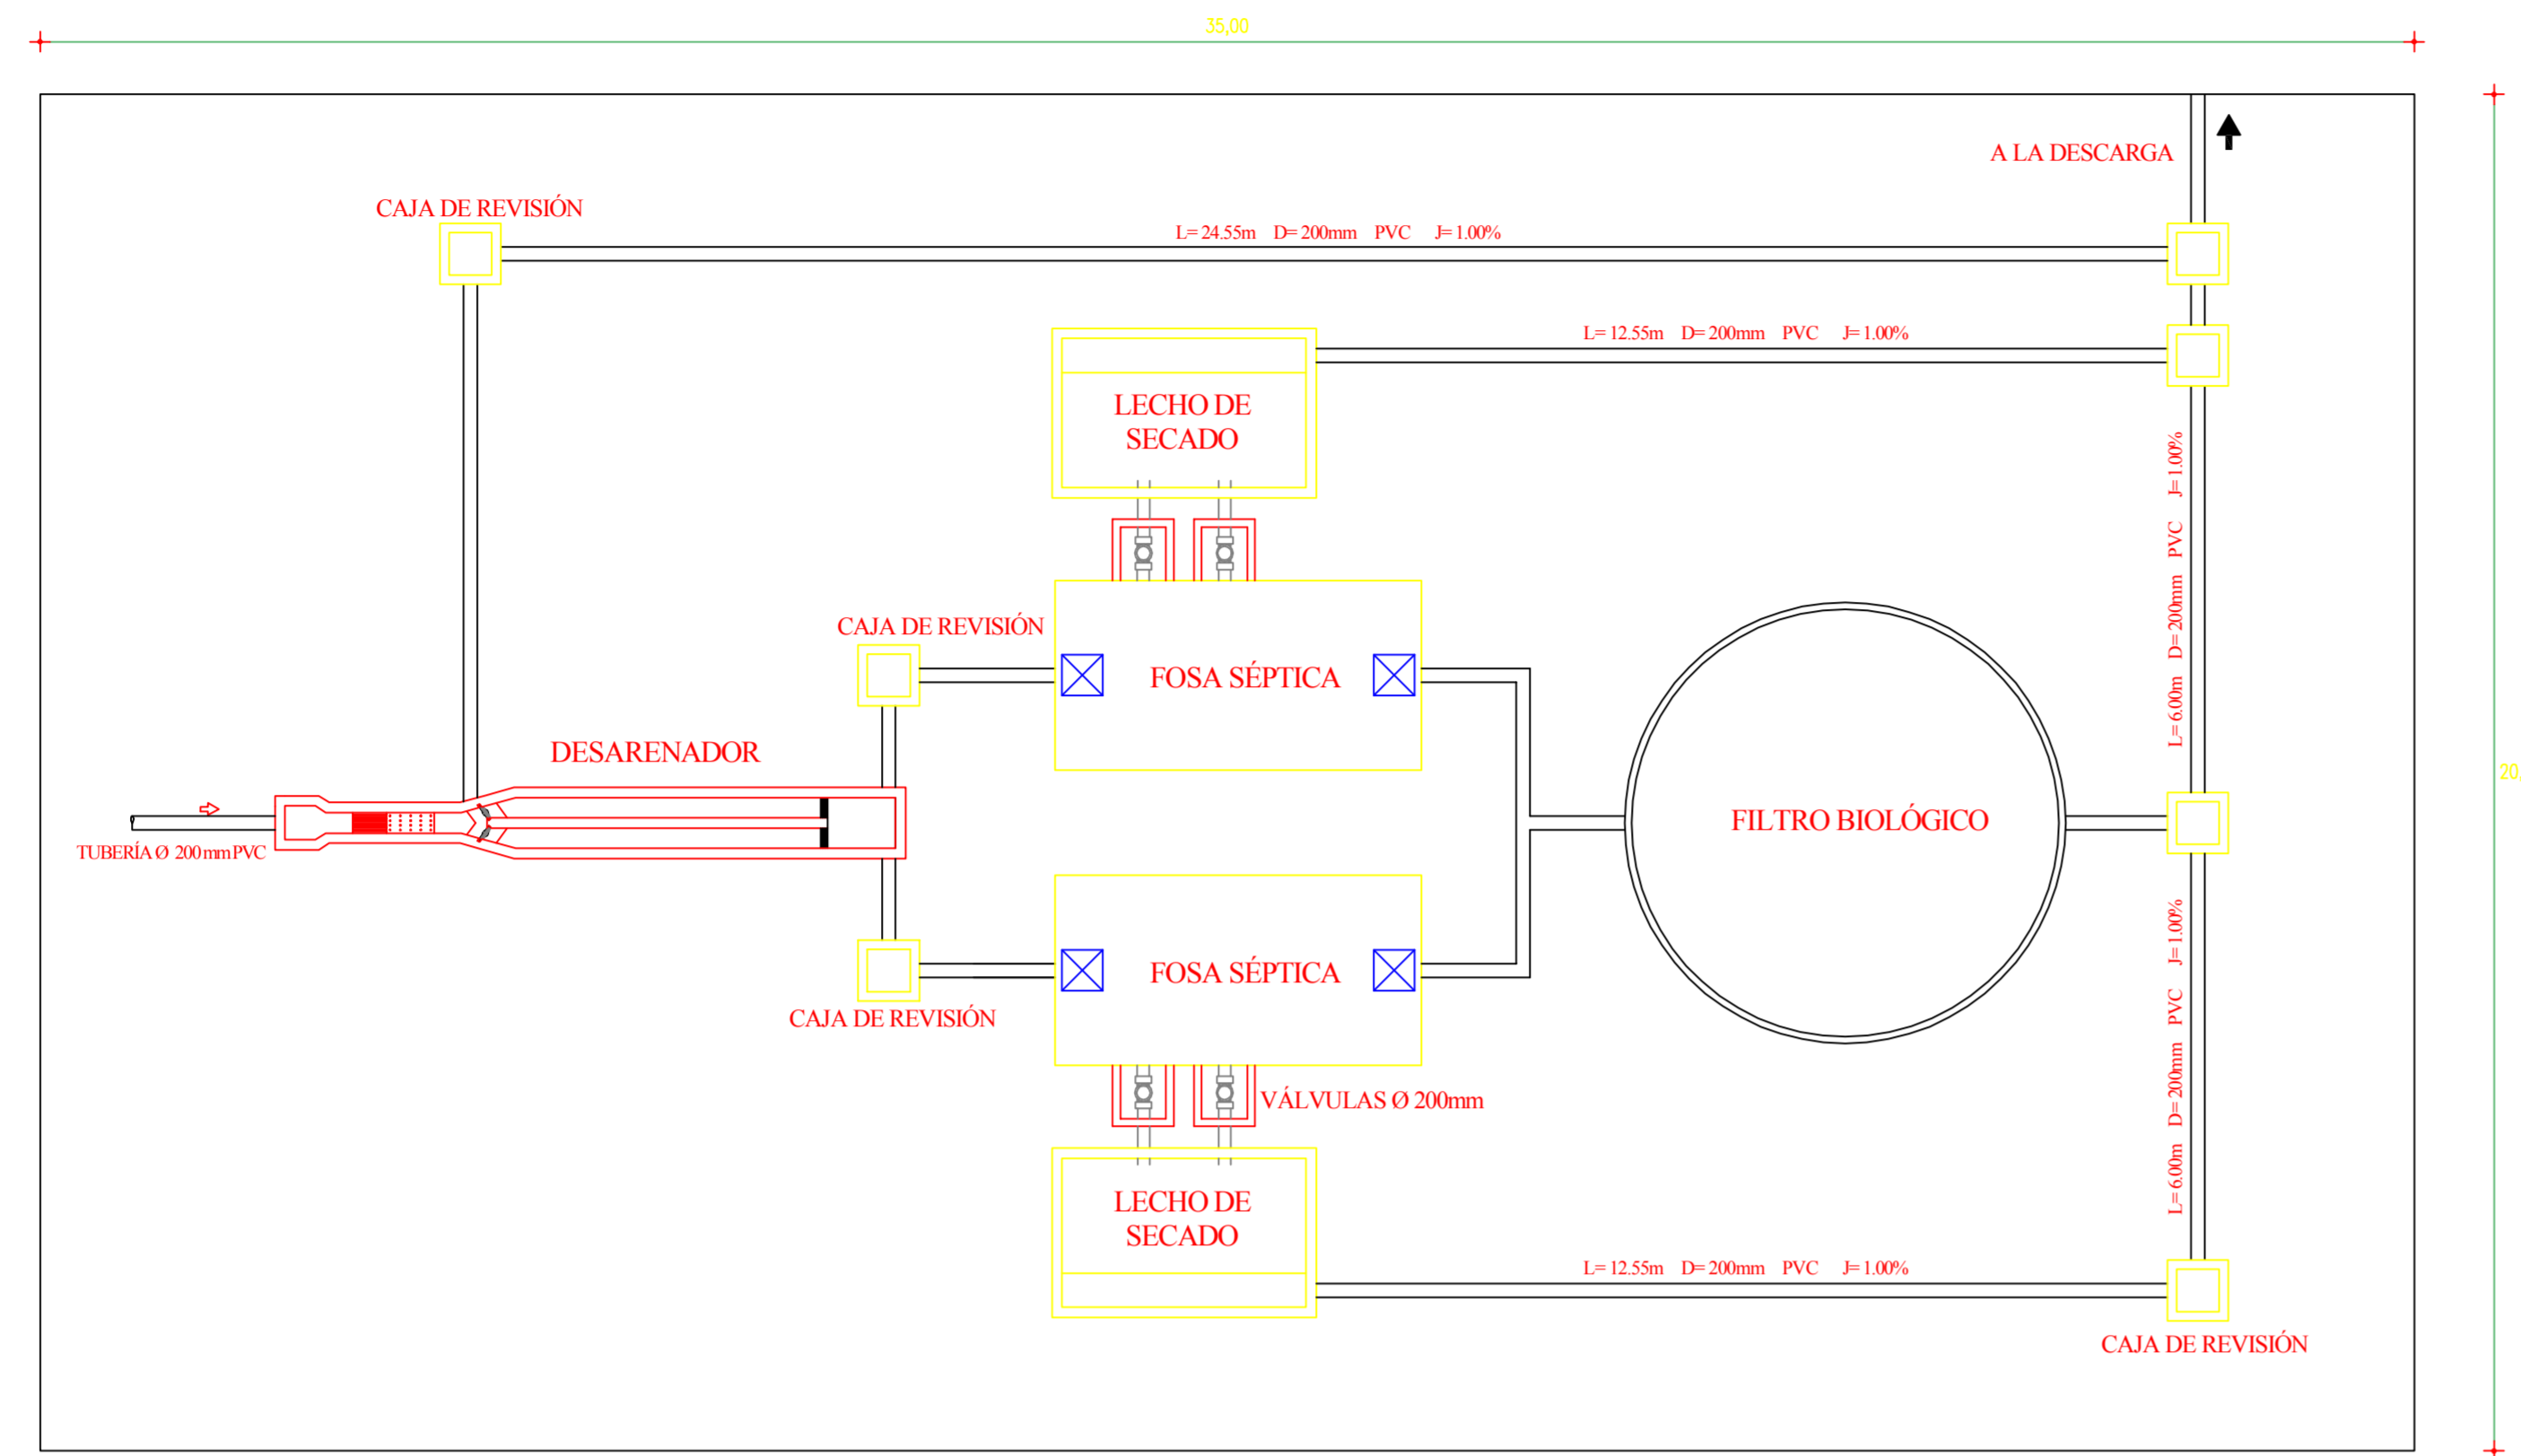 35,00
A LA DESCARGA
CAJA DE REVISIÓN
L= 24.55m D= 200mm PVC J= 1.00%
L= 12.55m D= 200mm PVC J= 1.00%
LECHO DE
SECADO
L= 6.00m D= 200mm PVC J= 1.00%
CAJA DE REVISIÓN
FOSA SÉPTICA
DESARENADOR
20,
FILTRO BIOLÓGICO
TUBERÍA Ø 200 mm PVC
FOSA SÉPTICA
CAJA DE REVISIÓN
L= 6.00m D= 200mm PVC J= 1.00%
VÁLVULAS Ø 200mm
LECHO DE
SECADO
L= 12.55m D= 200mm PVC J= 1.00%
CAJA DE REVISIÓN